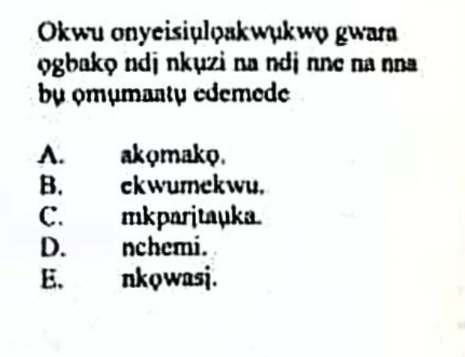 Okwu onyeisiụlọakwụkwọ gwara
ọgbakọ ndị nkụzi na ndị nne na nna
bụ ọmụmaatụ edemede
A. akọmakọ.
B. ekwumekwu.
C. mkparịtaụka.
D. nchemi.
E. nkọwasị.